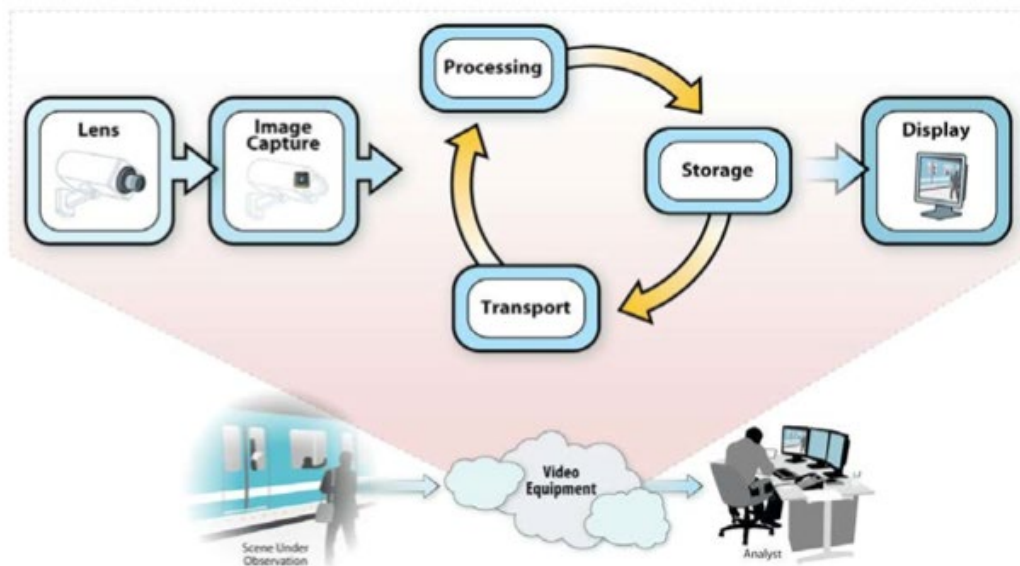 Processing
Lens
Image
Capture
Storage
Display
Transport
Video
Equipment
Scene Under
Observation
Analyst